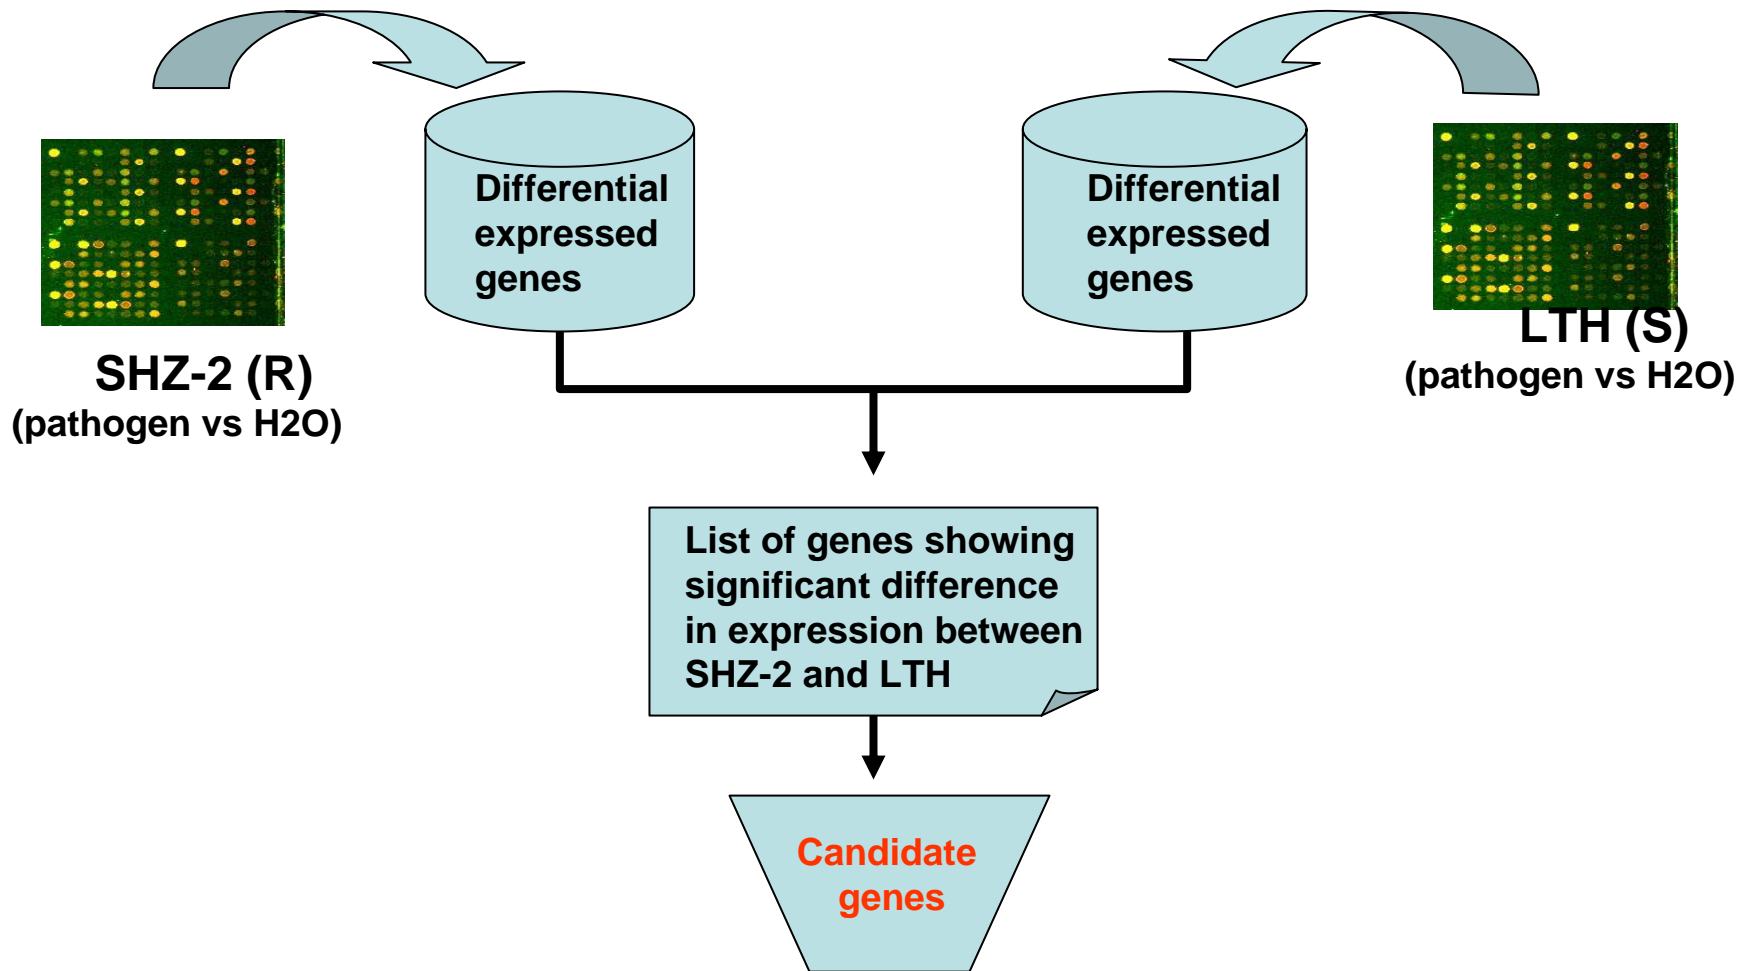 Differential
expressed
genes
Differential
expressed
genes
SHZ-2 (R)
(pathogen vs H2O)
LTH (S)
(pathogen vs H2O)
List of genes showing
significant difference
in expression between
SHZ-2 and LTH
Candidate
genes